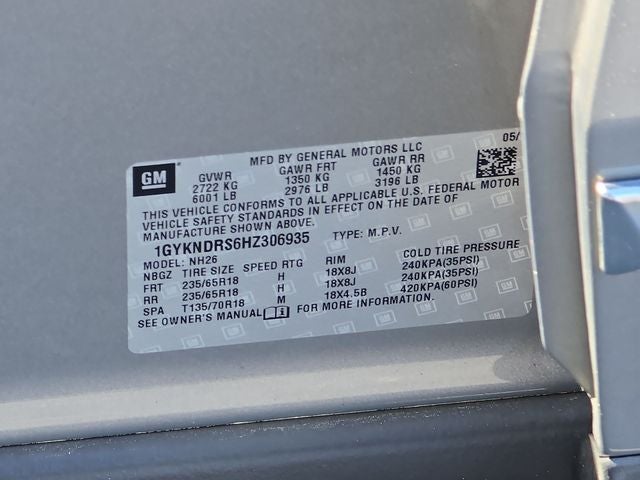 05/
MFD BY GENERAL MOTORS LLC
GM
GVWR GAWR FRT GAWR RR
2722 KG 1350 KG 1450 KG
6001 LB 2976 LB 3196 LB
THIS VEHICLE CONFORMS TO ALL APPLICABLE U.S. FEDERAL MOTOR
VEHICLE SAFETY STANDARDS IN EFFECT ON THE DATE OF
MANUFACTURE SHOWN ABOVE.
1GYKNDRS6HZ306935 TYPE: M.P.V.
MODEL: NH26
NBGZ TIRE SIZE SPEED RTG RIM COLD TIRE PRESSURE
FRT 235/65R18 H 18X8J 240KPA(35PSI)
RR 235/65R18 H 18X8J 240KPA(35PSI)
SPA T135/70R18 M 18X4.5B 420KPA(60PSI)
SEE OWNER'S MANUAL